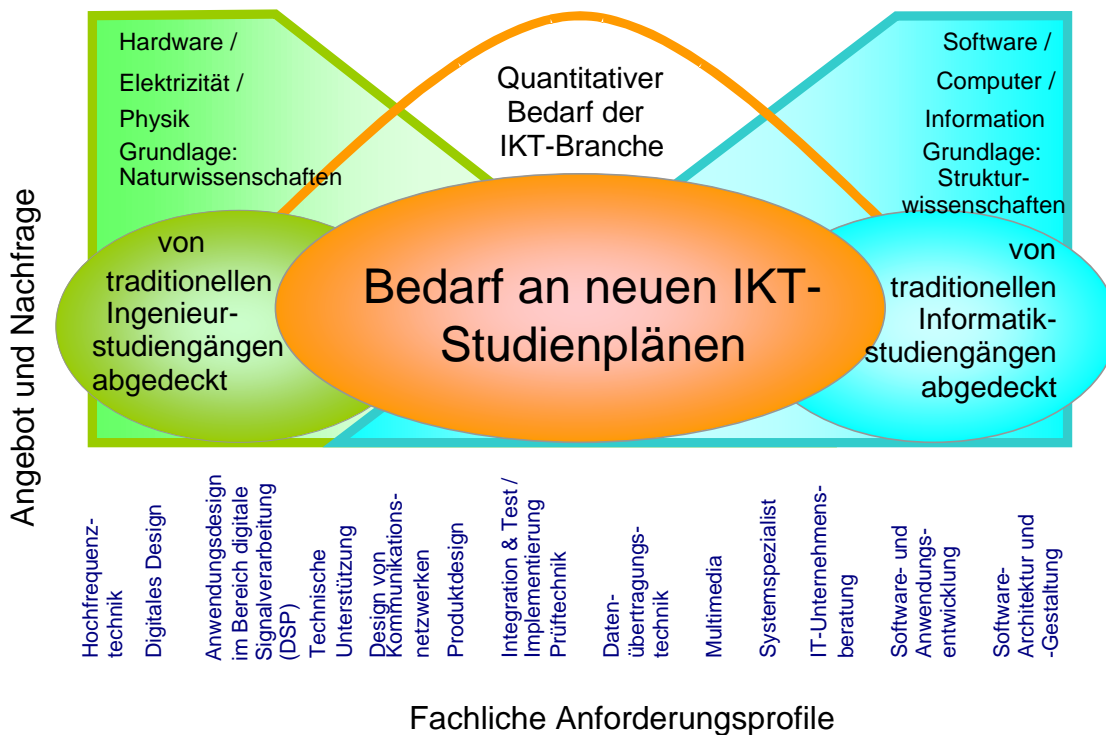 Hardware /
Elektrizität /
Physik
Grundlage:
Naturwissenschaften
Quantitativer
Bedarf der
IKT-Branche
Software /
Computer /
Information
Grundlage:
Struktur-
wissenschaften
von
traditionellen
Ingenieur-
studiengängen
abgedeckt
Bedarf an neuen IKT-
Studienplänen
von
traditionellen
Informatik-
studiengängen
abgedeckt
Angebot und Nachfrage
Hochfrequenz-
technik
Digitales Design
Anwendungsdesign
im Bereich digitale
Signalverarbeitung
(DSP)
Technische
Unterstützung
Design von
Kommunikations-
netzwerken
Produktdesign
Integration & Test /
Implementierung
Prüftechnik
Daten-
übertragungs-
technik
Multimedia
Systemspezialist
IT-Unternehmens-
beratung
Software- und
Anwendungs-
entwicklung
Software-
Architektur und
-Gestaltung
Fachliche Anforderungsprofile